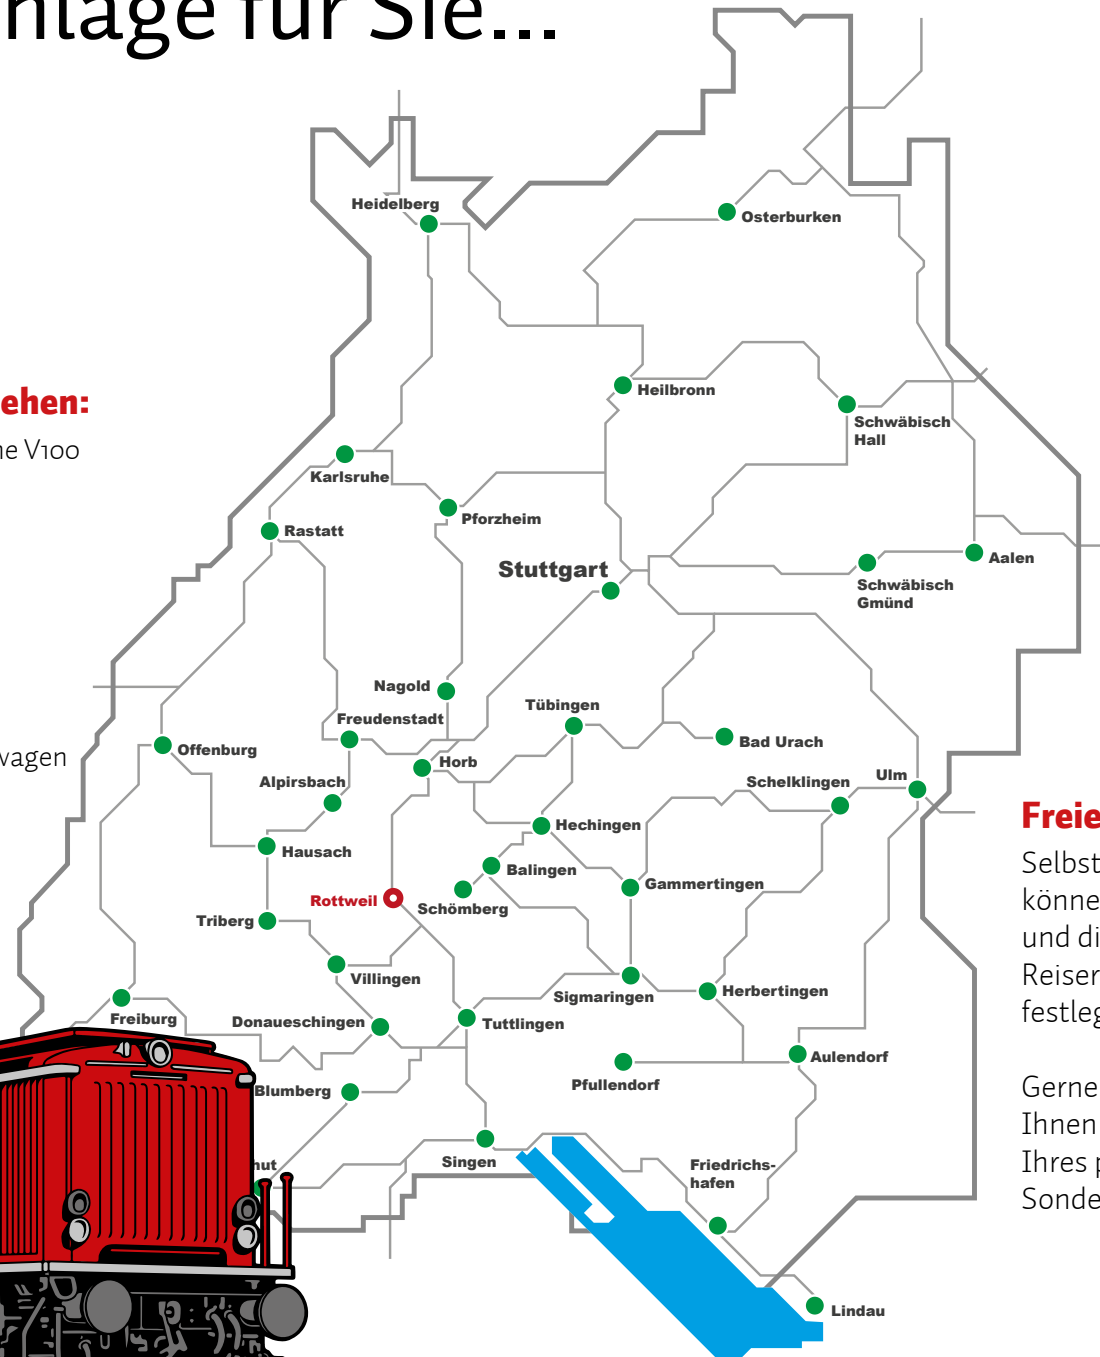 nlage für Sie...
Heidelberg
Osterburken
ehen:
ne V100
Heilbronn
Schwäbisch
Hall
Karlsruhe
Pforzheim
Rastatt
Stuttgart
Aalen
Schwäbisch
Gmünd
Nagold
Tübingen
Freudenstadt
Offenburg
Bad Urach
wagen
Horb
Alpirsbach
Schelklingen
Ulm
Freie
Hechingen
Hausach
Selbst
Balingen
Gammertingen
könne
Rottweil
Schömberg
Triberg
und di
Villingen
Reiser
Sigmaringen
Herbertingen
festleg
Freiburg
Donaueschingen
Tuttlingen
Aulendorf
Pfullendorf
Gerne
Blumberg
Ihnen
Singen
hut
Friedrichs-
hafen
Ihres p
Sonde
Lindau